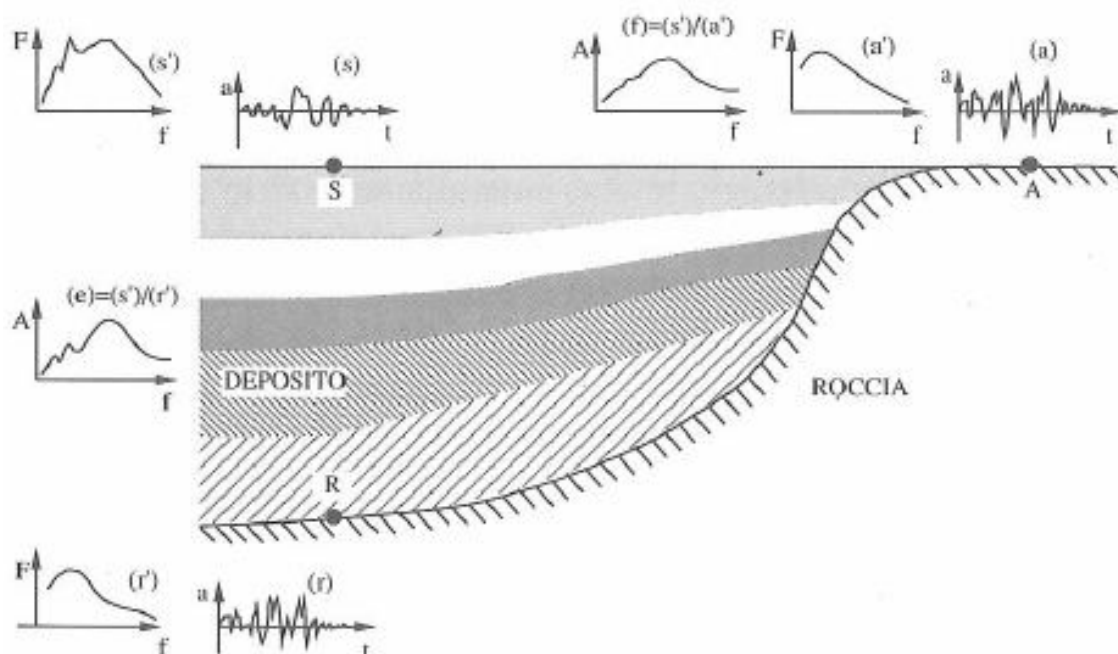 F
(s')
f
(s)
a
t
(f)=(s')/(a')
A
f
F
(a')
f
(a)
a
t
S
A
(e)=(s')/(r')
A
f
DEPOSITO
ROCCIA
R
F
(r')
f
(r)
a
t